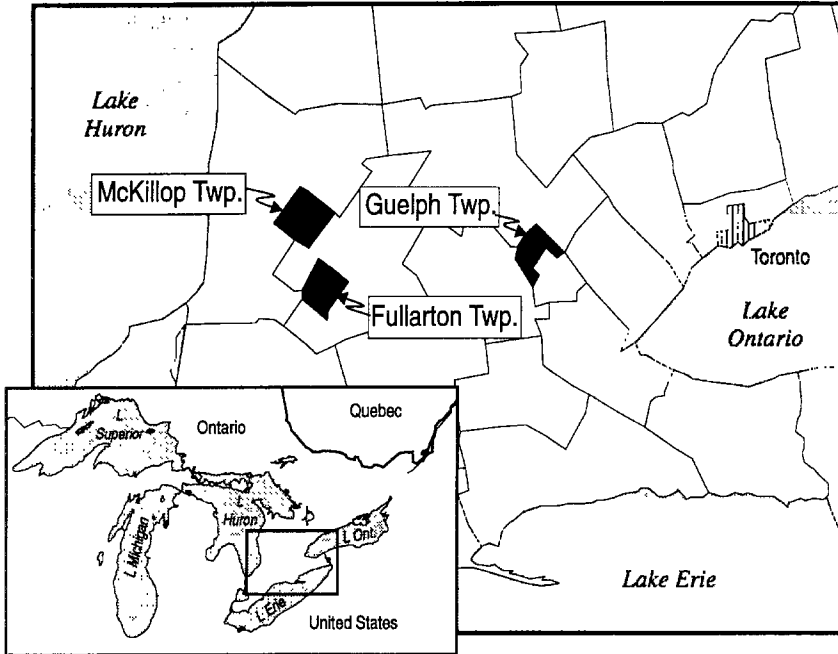 Lake
Huron
McKillop Twp.
Guelph Twp.
Toronto
Fullarton Twp.
Lake
Ontario
Lake Erie
L
Superior
Ontario
Quebec
L
Huron
L Michigan
L Ont.
L Erie
United States